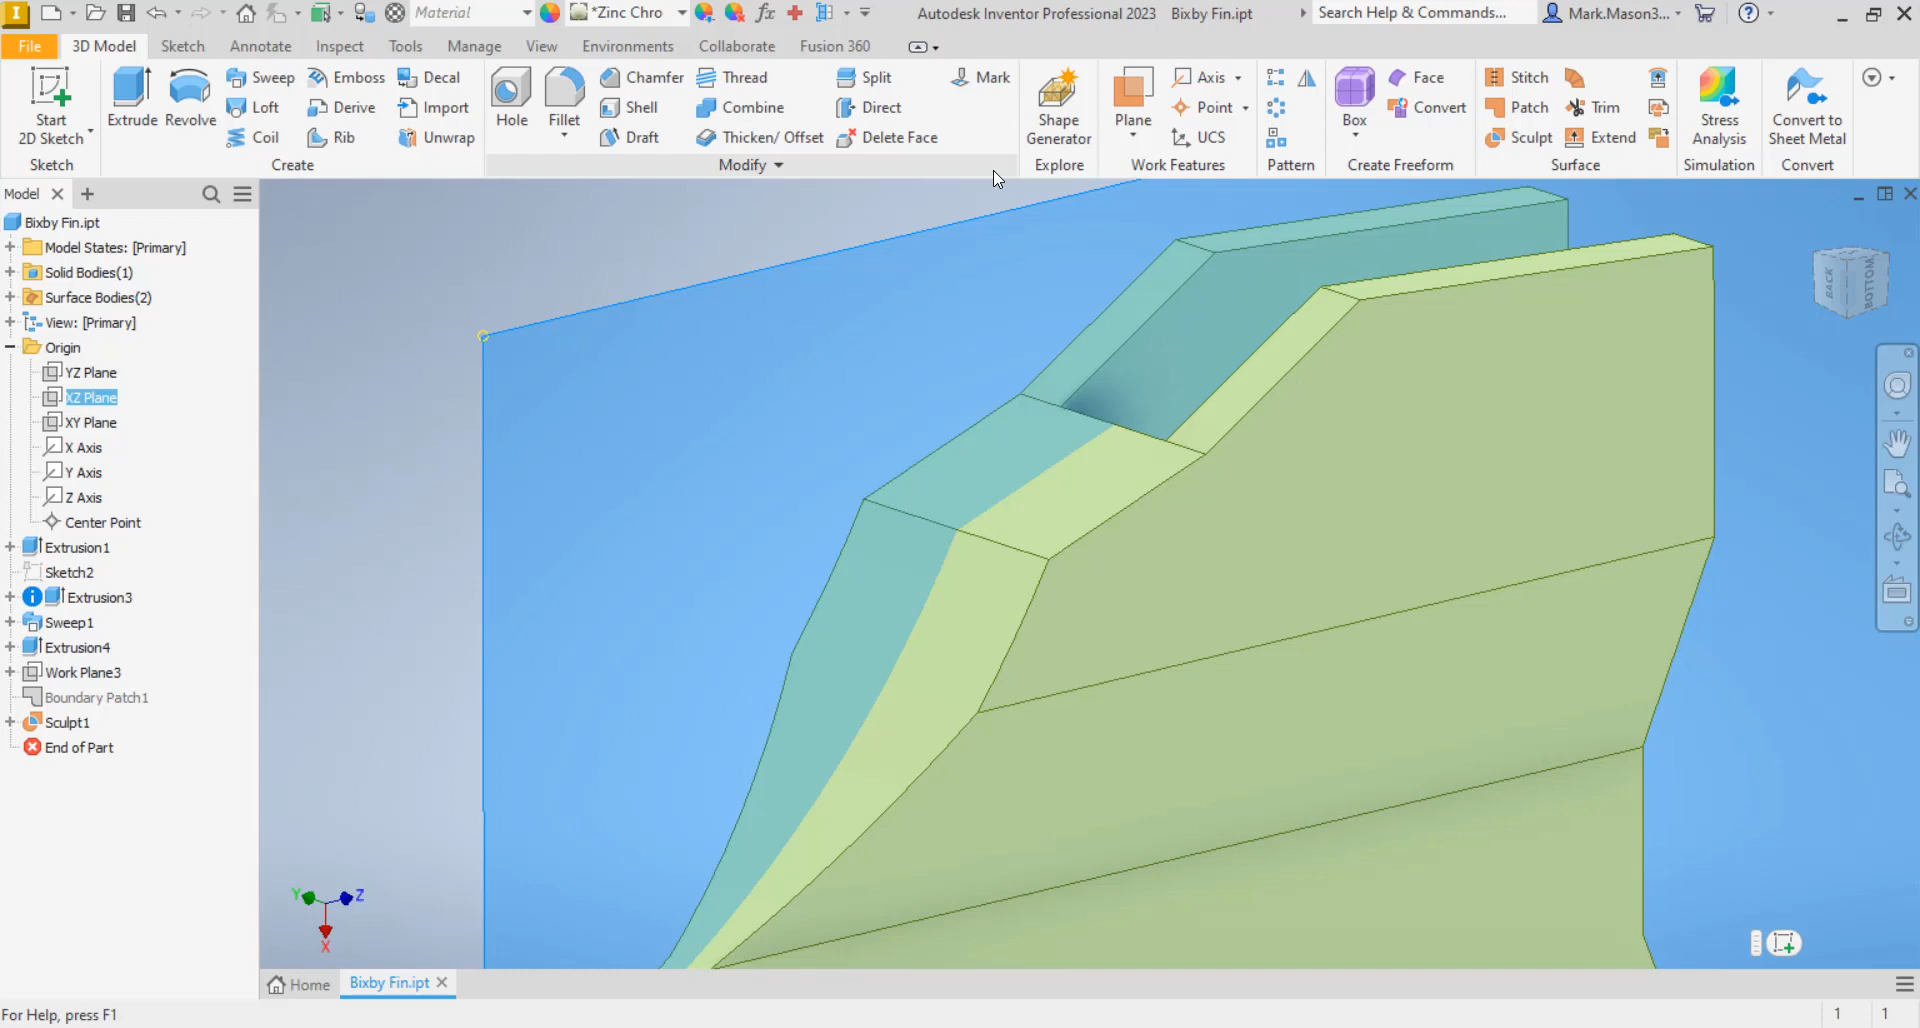 Material
*Zinc Chro
fx
Autodesk Inventor Professional 2023 Bixby Fin.ipt
Search Help & Commands...
Mark.Mason3...
File 3D Model Sketch Annotate Inspect Tools Manage View Environments Collaborate Fusion 360
Start
2D Sketch
Sketch
Extrude
Revolve
Sweep
Loft
Coil
Emboss
Derive
Rib
Decal
Import
Unwrap
Create
Hole
Fillet
Chamfer
Shell
Draft
Thread
Combine
Thicken/ Offset
Split
Direct
Delete Face
Mark
Modify
Shape
Generator
Explore
Plane
Axis
Point
UCS
Work Features
Pattern
Box
Face
Convert
Create Freeform
Stitch
Patch
Sculpt
Trim
Extend
Surface
Stress
Analysis
Simulation
Convert to
Sheet Metal
Convert
Model
Bixby Fin.ipt
Model States: [Primary]
Solid Bodies(1)
Surface Bodies(2)
View: [Primary]
Origin
YZ Plane
XZ Plane
XY Plane
X Axis
Y Axis
Z Axis
Center Point
Extrusion1
Sketch2
Extrusion3
Sweep1
Extrusion4
Work Plane3
Boundary Patch1
Sculpt1
End of Part
BACK
BOTTOM
Y
Z
X
Home
Bixby Fin.ipt
For Help, press F1
1 1